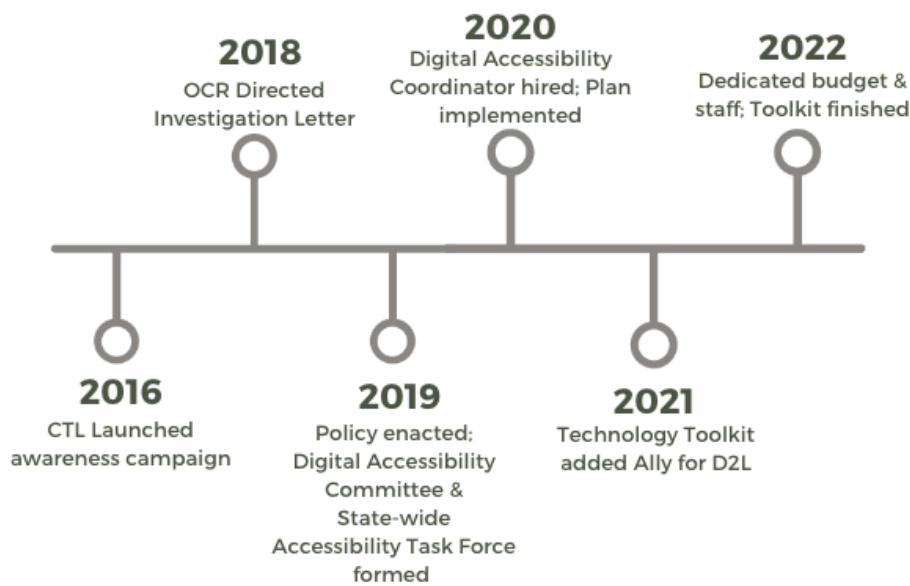 2016
CTL Launched
awareness campaign
2018
OCR Directed
Investigation Letter
2019
Policy enacted;
Digital Accessibility
Committee &
State-wide
Accessibility Task Force
formed
2020
Digital Accessibility
Coordinator hired; Plan
implemented
2021
Technology Toolkit
added Ally for D2L
2022
Dedicated budget &
staff; Toolkit finished